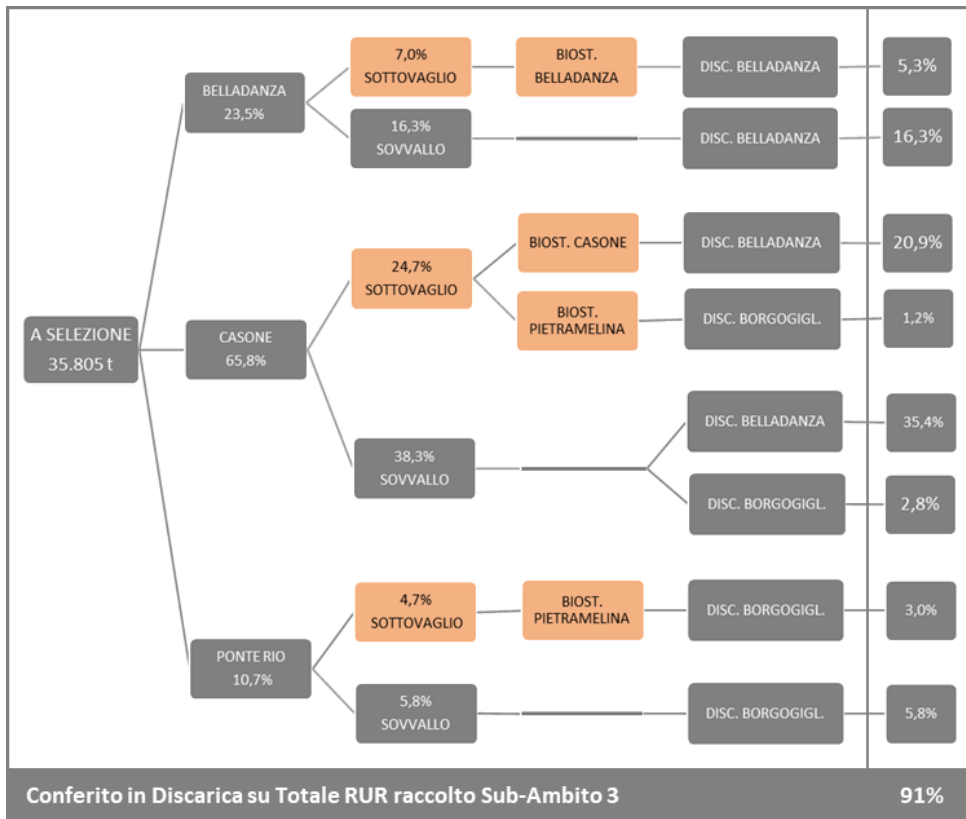 7,0%
SOTTOVAGLIO
BIOST.
BELLADANZA
DISC. BELLADANZA
5,3%
BELLADANZA
23,5%
16,3%
SOVVALLO
DISC. BELLADANZA
16,3%
BIOST. CASONE
DISC. BELLADANZA
20,9%
24,7%
SOTTOVAGLIO
BIOST.
PIETRAMELINA
DISC. BORGOGIGL.
1,2%
A SELEZIONE
35.805 t
CASONE
65,8%
DISC. BELLADANZA
35,4%
38,3%
SOVVALLO
DISC. BORGOGIGL.
2,8%
4,7%
SOTTOVAGLIO
BIOST.
PIETRAMELINA
DISC. BORGOGIGL.
3,0%
PONTE RIO
10,7%
5,8%
SOVVALLO
DISC. BORGOGIGL.
5,8%
Conferito in Discarica su Totale RUR raccolto Sub-Ambito 3
91%